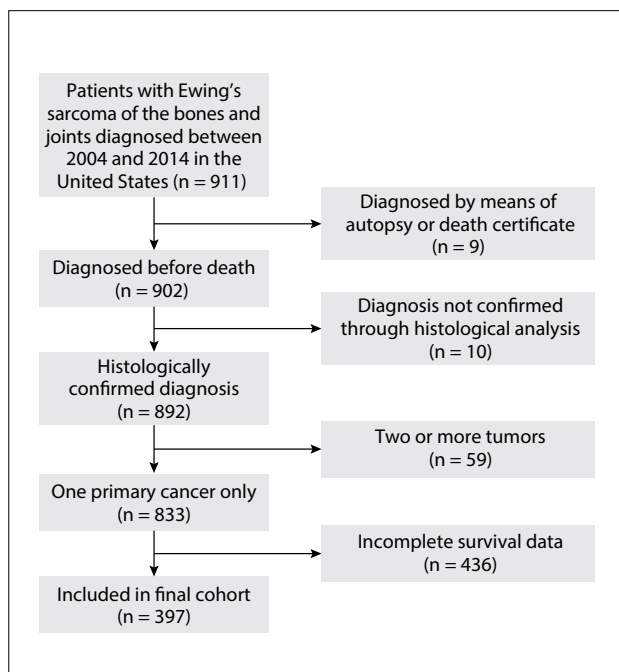 Patients with Ewing's
sarcoma of the bones and
joints diagnosed between
2004 and 2014 in the
United States (n = 911)
Diagnosed by means of
autopsy or death certificate
(n = 9)
Diagnosed before death
(n = 902)
Diagnosis not confirmed
through histological analysis
(n = 10)
Histologically
confirmed diagnosis
(n = 892)
Two or more tumors
(n = 59)
One primary cancer only
(n = 833)
Incomplete survival data
(n = 436)
Included in final cohort
(n = 397)